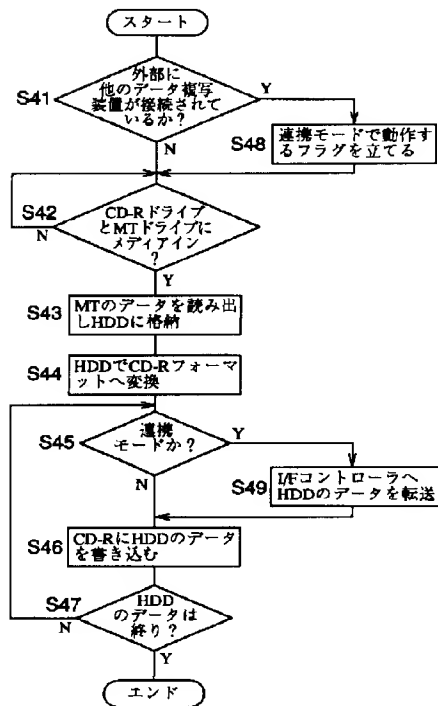 スタート
外部に
他のデータ複写
装置が接続されて
いるか?
S41
Y
N
S48
連携モードで動作す
るフラグを立てる
S42
CD-Rドライブ
とMTドライブに
メディアイン
?
N
Y
S43
MTのデータを読み出
しHDDに格納
S44
HDDでCD-Rフォーマ
ットへ変換
S45
連携
モードか?
Y
N
S49
I/Fコントローラへ
HDDのデータを転送
S46
CD-RにHDDのデータ
を書き込む
S47
HDD
のデータは
終り?
N
Y
エンド